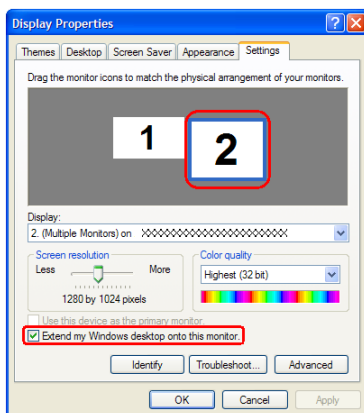 Display Properties
Themes Desktop Screen Saver Appearance Settings
Drag the monitor icons to match the physical arrangement of your monitors.
1 2
Display:
2. (Multiple Monitors) on XXXXXXXXXXXXXXXXXXXXXX
Screen resolution
Less More
1280 by 1024 pixels
Color quality
Highest (32 bit)
Use this device as the primary monitor.
Extend my Windows desktop onto this monitor.
Identify Troubleshoot... Advanced
OK Cancel Apply